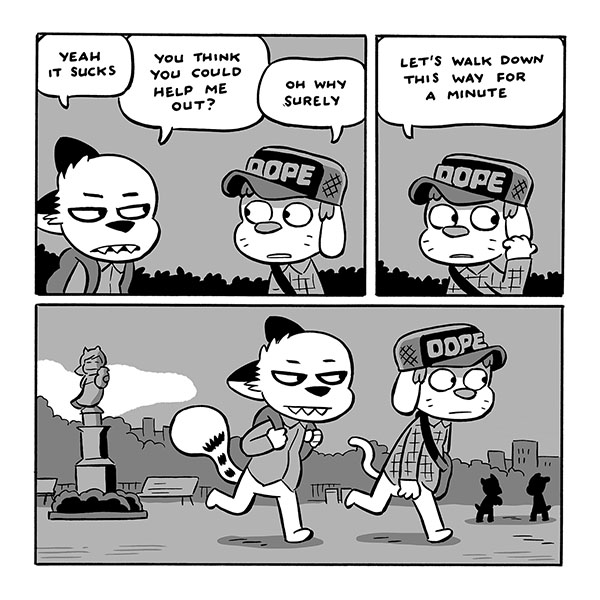 YEAH
IT SUCKS
YOU THINK
YOU COULD
HELP ME
OUT?
OH WHY
SURELY
DOPE
LET'S WALK DOWN
THIS WAY FOR
A MINUTE
DOPE
DOPE